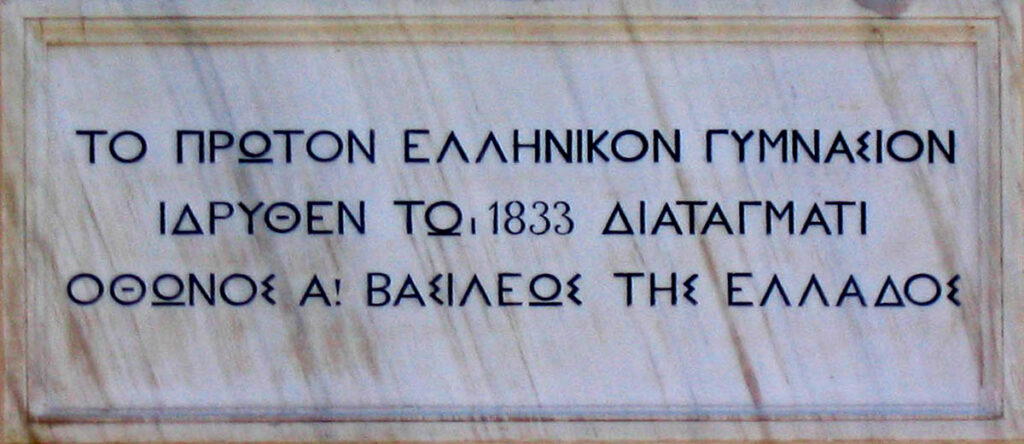 ΤΟ ΠΡΩΤΟΝ ΕΛΛΗΝΙΚΟΝ ΓΥΜΝΑΣΙΟΝ
ΙΔΡΥΘΕΝ ΤΩι 1833 ΔΙΑΤΑΓΜΑΤΙ
ΟΘΩΝΟΣ Α! ΒΑΣΙΛΕΩΣ ΤΗΣ ΕΛΛΑΔΟΣ